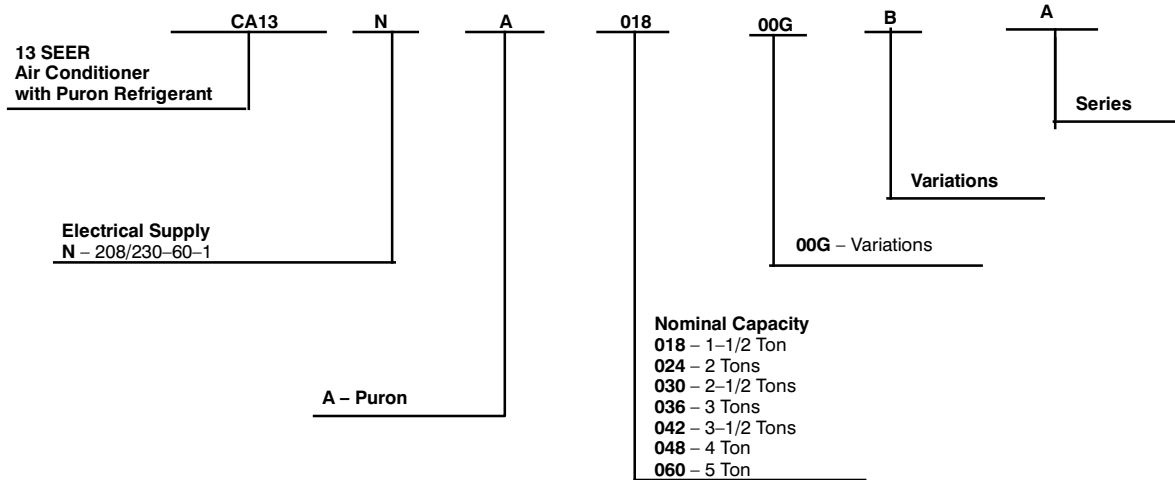 CA13 N A 018 00G B A
13 SEER
Air Conditioner
with Puron Refrigerant
Series
Variations
Electrical Supply
N – 208/230–60–1
00G – Variations
Nominal Capacity
018 – 1–1/2 Ton
024 – 2 Tons
030 – 2–1/2 Tons
036 – 3 Tons
042 – 3–1/2 Tons
048 – 4 Ton
060 – 5 Ton
A – Puron